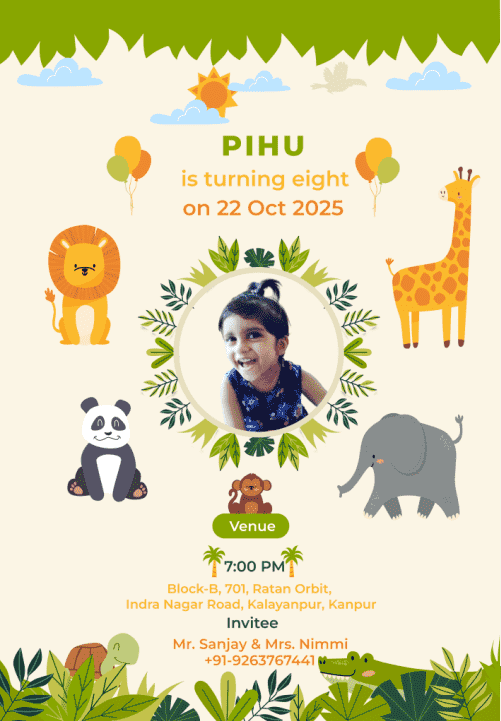 PIHU
is turning eight
on 22 Oct 2025
Venue
7:00 PM
Block-B, 701, Ratan Orbit,
Indra Nagar Road, Kalayanpur, Kanpur
Invitee
Mr. Sanjay & Mrs. Nimmi
+91-9263767441